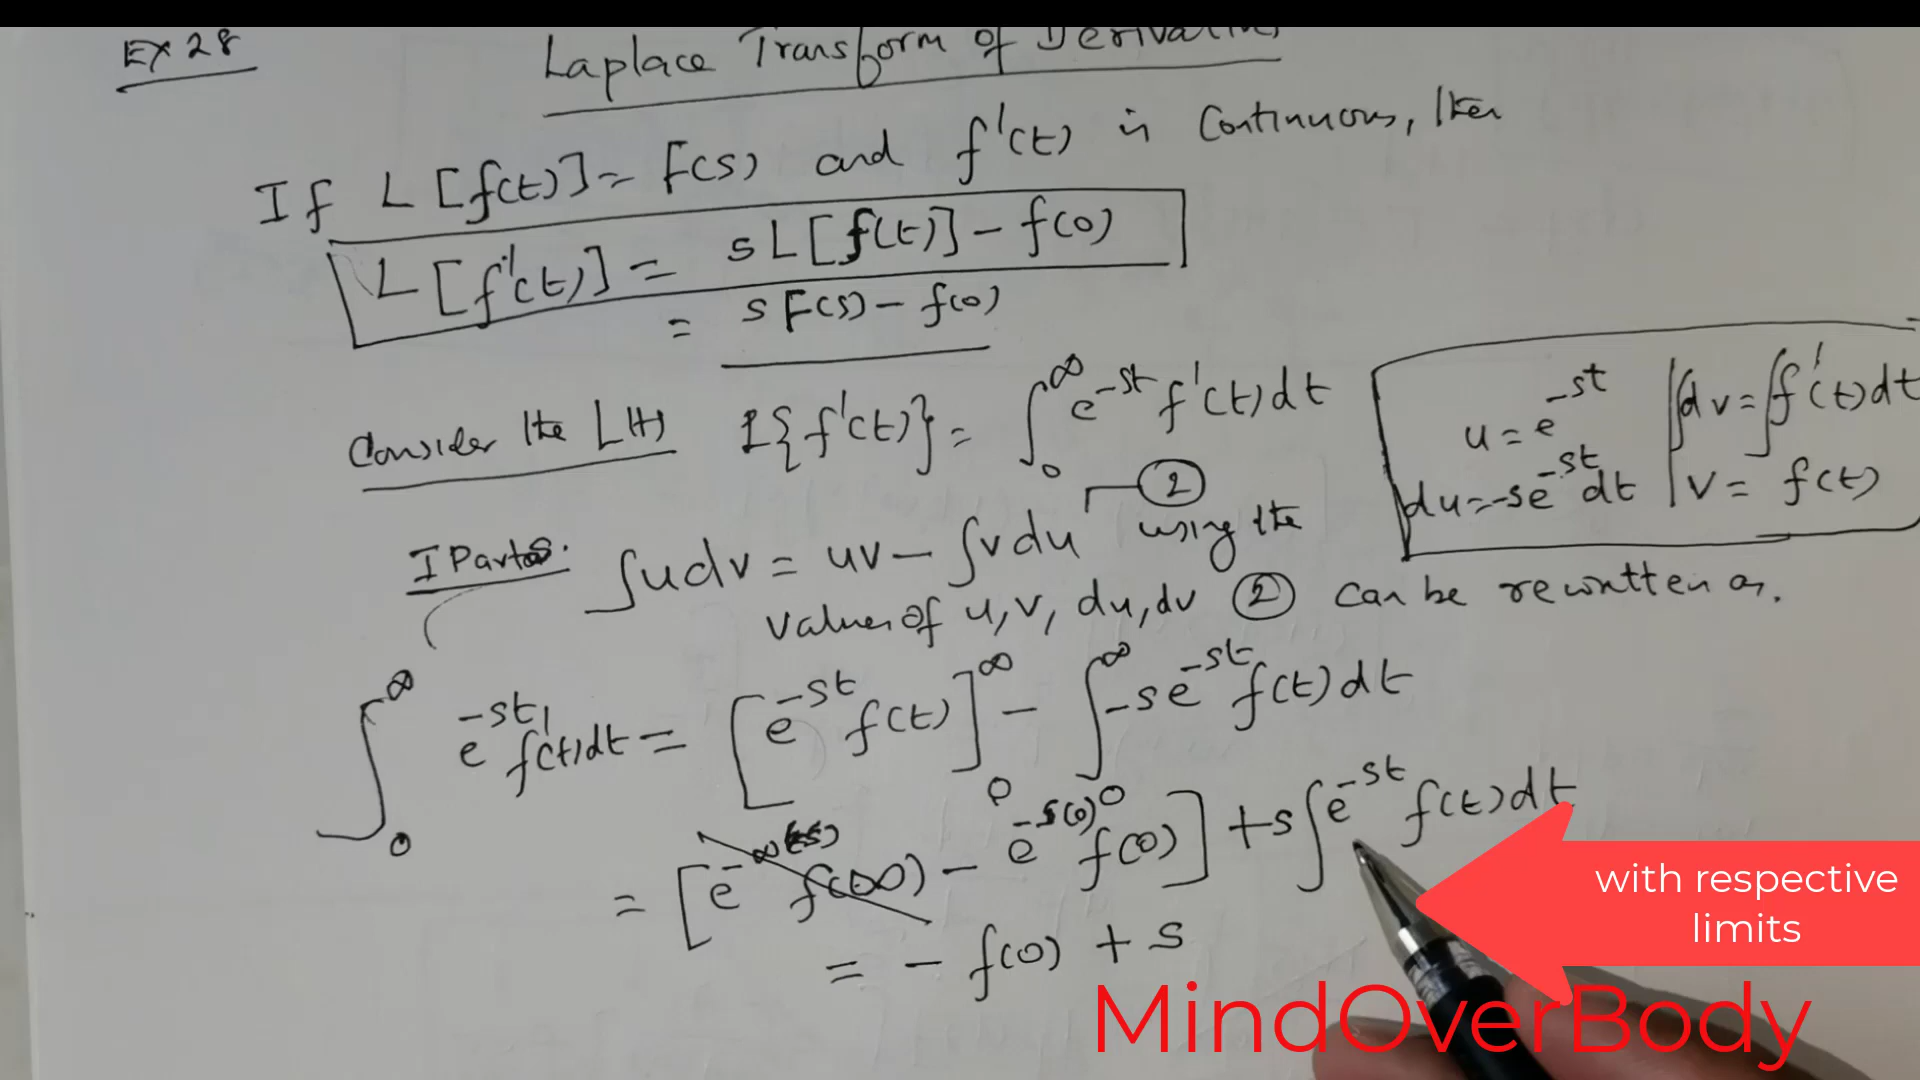 EX 28
Laplace Transform of Derivatives
If L[f(t)] = F(s) and f'(t) is Continuous, then
L[f'(t)] = sL[f(t)] - f(0)
= sF(s) - f(0)
Consider the L(t) L{f'(t)} = ∫₀^∞ e^{-st} f'(t)dt
②
u = e^{-st} | ∫dv = ∫f'(t)dt
du = -se^{-st}dt | v = f(t)
I Parts. ∫udv = uv - ∫vdu using the
values of u, v, du, dv ② can be rewritten as.
∫₀^∞ e^{-st} f'(t)dt = [e^{-st} f(t)]₀^∞ - ∫₀^∞ -se^{-st} f(t)dt
= [e^{-∞(s)} f(∞) - e^{-s(0)} f(0)] + s∫e^{-st} f(t)dt
= - f(0) + s
with respective
limits
MindOverBody